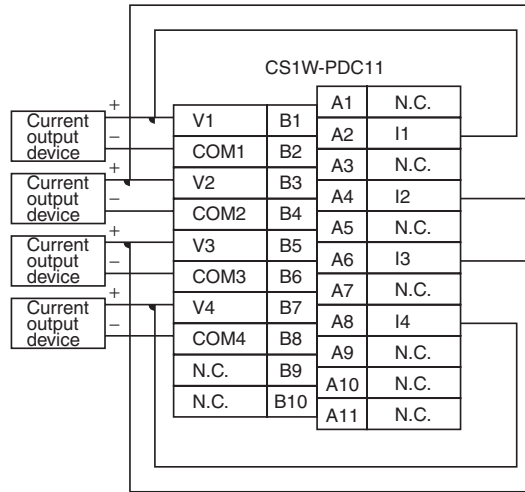 CS1W-PDC11
+
Current
output
device
−
+
Current
output
device
−
+
Current
output
device
−
+
Current
output
device
−
V1 B1
COM1 B2
V2 B3
COM2 B4
V3 B5
COM3 B6
V4 B7
COM4 B8
N.C. B9
N.C. B10
A1 N.C.
A2 I1
A3 N.C.
A4 I2
A5 N.C.
A6 I3
A7 N.C.
A8 I4
A9 N.C.
A10 N.C.
A11 N.C.